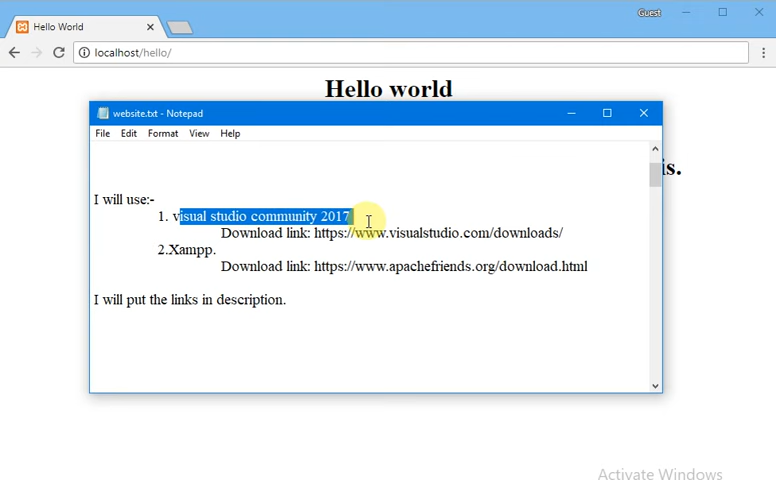 Guest
Hello World
localhost/hello/
Hello world
website.txt - Notepad
File Edit Format View Help
is.
I will use:-
1. visual studio community 2017
Download link: https://www.visualstudio.com/downloads/
2.Xampp.
Download link: https://www.apachefriends.org/download.html
I will put the links in description.
Activate Windows